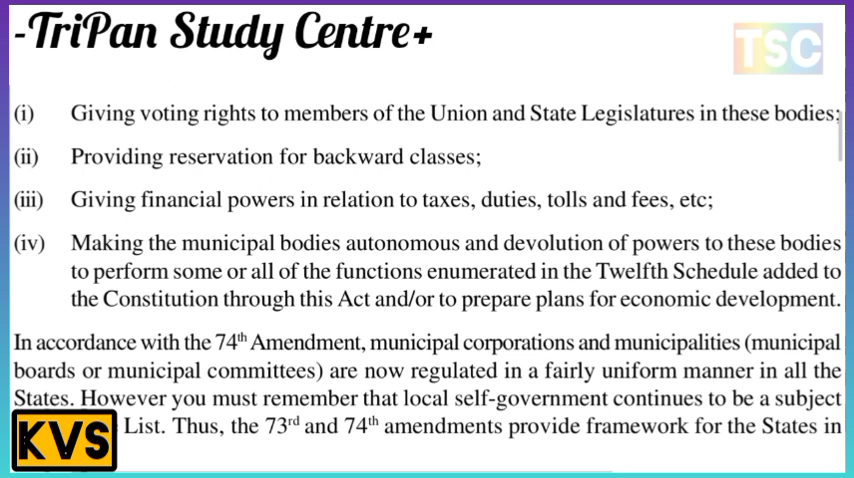 -TriPan Study Centre+
TSC
(i) Giving voting rights to members of the Union and State Legislatures in these bodies;
(ii) Providing reservation for backward classes;
(iii) Giving financial powers in relation to taxes, duties, tolls and fees, etc;
(iv) Making the municipal bodies autonomous and devolution of powers to these bodies
to perform some or all of the functions enumerated in the Twelfth Schedule added to
the Constitution through this Act and/or to prepare plans for economic development.
In accordance with the 74th Amendment, municipal corporations and municipalities (municipal
boards or municipal committees) are now regulated in a fairly uniform manner in all the
States. However you must remember that local self-government continues to be a subject
KVS List. Thus, the 73rd and 74th amendments provide framework for the States in